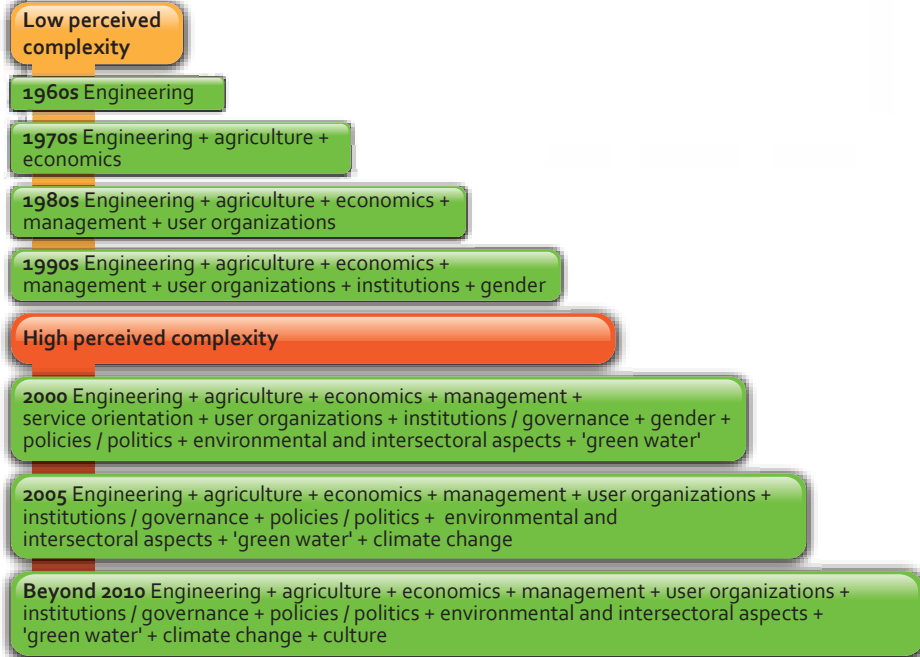 Low perceived
complexity
1960s Engineering
1970s Engineering + agriculture +
economics
1980s Engineering + agriculture + economics +
management + user organizations
1990s Engineering + agriculture + economics +
management + user organizations + institutions + gender
High perceived complexity
2000 Engineering + agriculture + economics + management +
service orientation + user organizations + institutions / governance + gender +
policies / politics + environmental and intersectoral aspects + 'green water'
2005 Engineering + agriculture + economics + management + user organizations +
institutions / governance + policies / politics + environmental and
intersectoral aspects + 'green water' + climate change
Beyond 2010 Engineering + agriculture + economics + management + user organizations +
institutions / governance + policies / politics + environmental and intersectoral aspects +
'green water' + climate change + culture